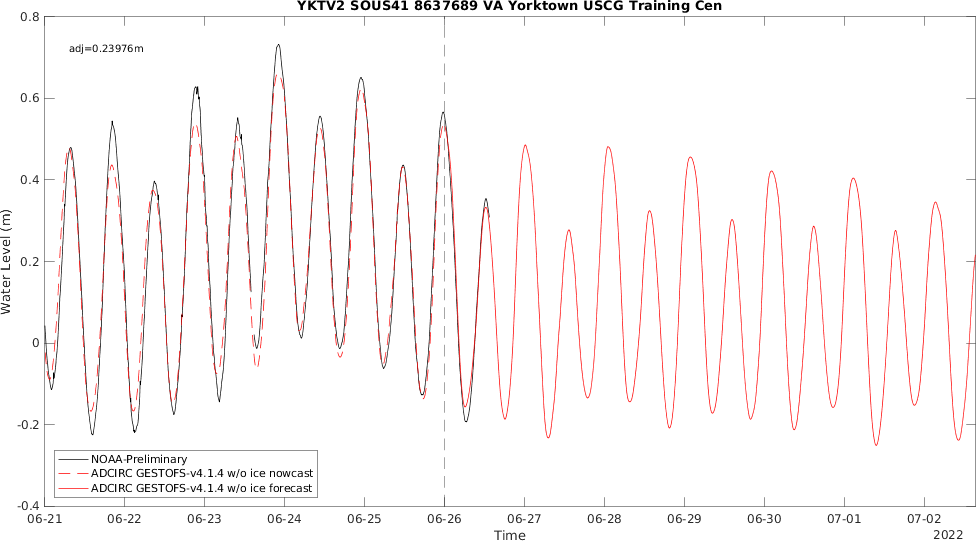 YKTV2 SOUS41 8637689 VA Yorktown USCG Training Cen
adj=0.23976m
0.8
0.6
0.4
0.2
0
-0.2
-0.4
Water Level (m)
NOAA-Preliminary
ADCIRC GESTOFS-v4.1.4 w/o ice nowcast
ADCIRC GESTOFS-v4.1.4 w/o ice forecast
06-21 06-22 06-23 06-24 06-25 06-26 06-27 06-28 06-29 06-30 07-01 07-02
Time
2022